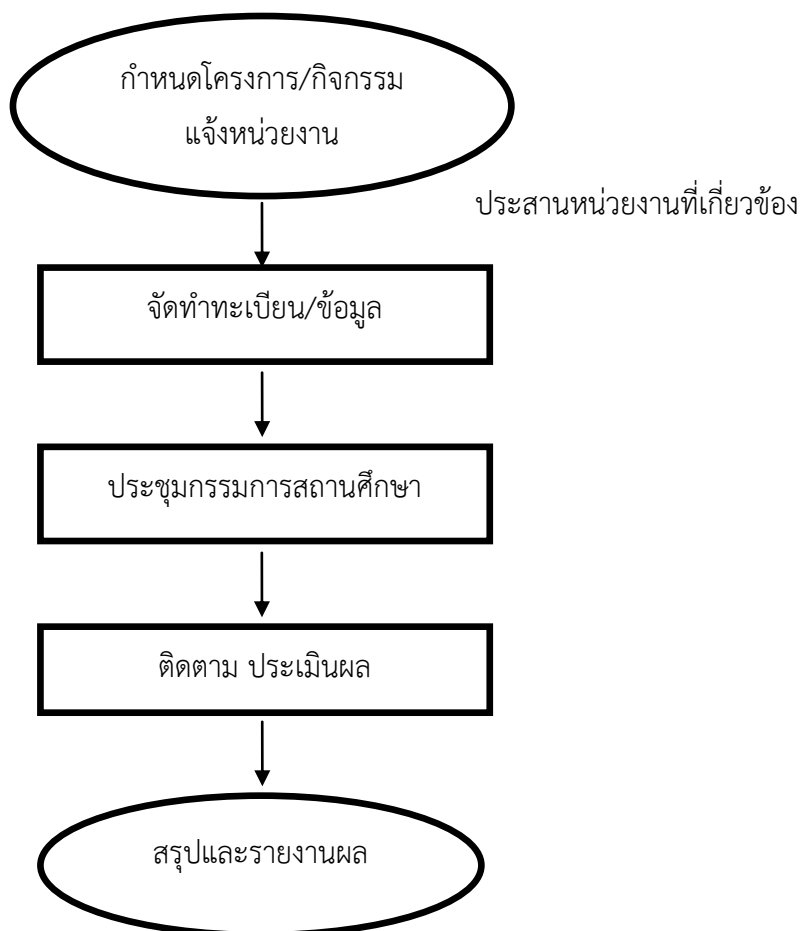 กำหนดโครงการ/กิจกรรม
แจ้งหน่วยงาน
ประสานหน่วยงานที่เกี่ยวข้อง
จัดทำทะเบียน/ข้อมูล
ประชุมกรรมการสถานศึกษา
ติดตาม ประเมินผล
สรุปและรายงานผล